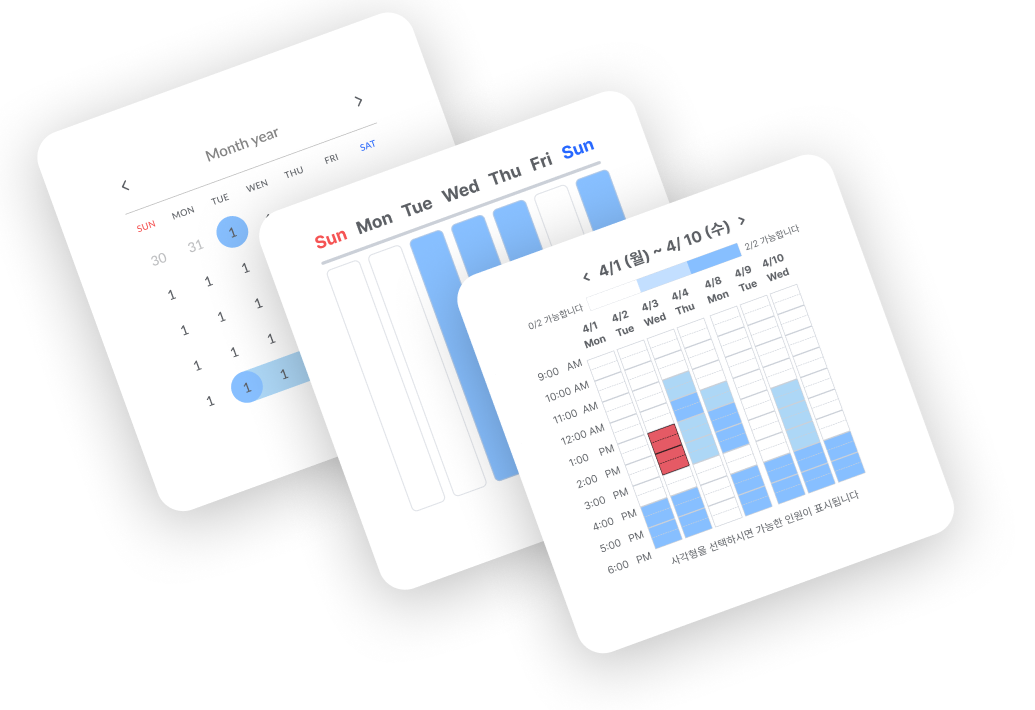 Month year
SUN MON TUE WEN THU FRI SAT
30 31 1
1 1
1 1 1
1 1 1
1 1 1
Sun Mon Tue Wed Thu Fri Sun
4/1 (월) ~ 4/ 10 (수)
0/2 가능합니다
2/2 가능합니다
4/1 4/2 4/3 4/4 4/8 4/9 4/10
Mon Tue Wed Thu Mon Tue Wed
9:00 AM
10:00 AM
11:00 AM
12:00 AM
1:00 PM
2:00 PM
3:00 PM
4:00 PM
5:00 PM
6:00 PM
사각형을 선택하시면 가능한 인원이 표시됩니다